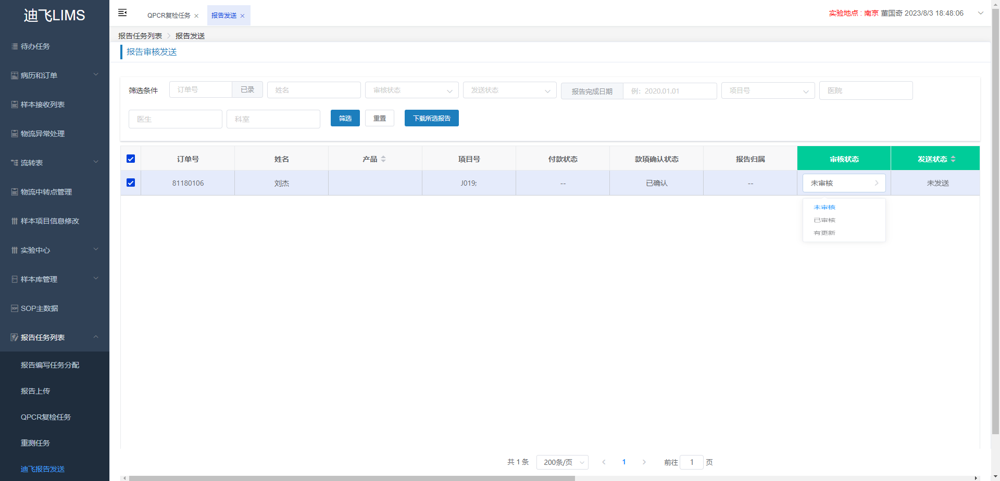 迪飞LIMS
待办任务
病历和订单
样本接收列表
物流异常处理
流转表
物流中转点管理
样本项目信息修改
实验中心
样本库管理
SOP主数据
报告任务列表
报告编写任务分配
报告上传
QPCR复检任务
重测任务
迪飞报告发送
QPCR复检任务 报告发送
实验地点 : 南京 董国奇 2023/8/3 18:48:06
报告任务列表 报告发送
报告审核发送
筛选条件 订单号 已录 姓名 审核状态 发送状态 报告完成日期 例：2020.01.01 项目号 医院
医生 科室 筛选 重置 下载所选报告
订单号 姓名 产品 项目号 付款状态 款项确认状态 报告归属 审核状态 发送状态
81180106 刘杰 J019; -- 已确认 -- 未审核 未发送
未审核
已审核
有更新
共 1 条 200条/页 1 前往 1 页